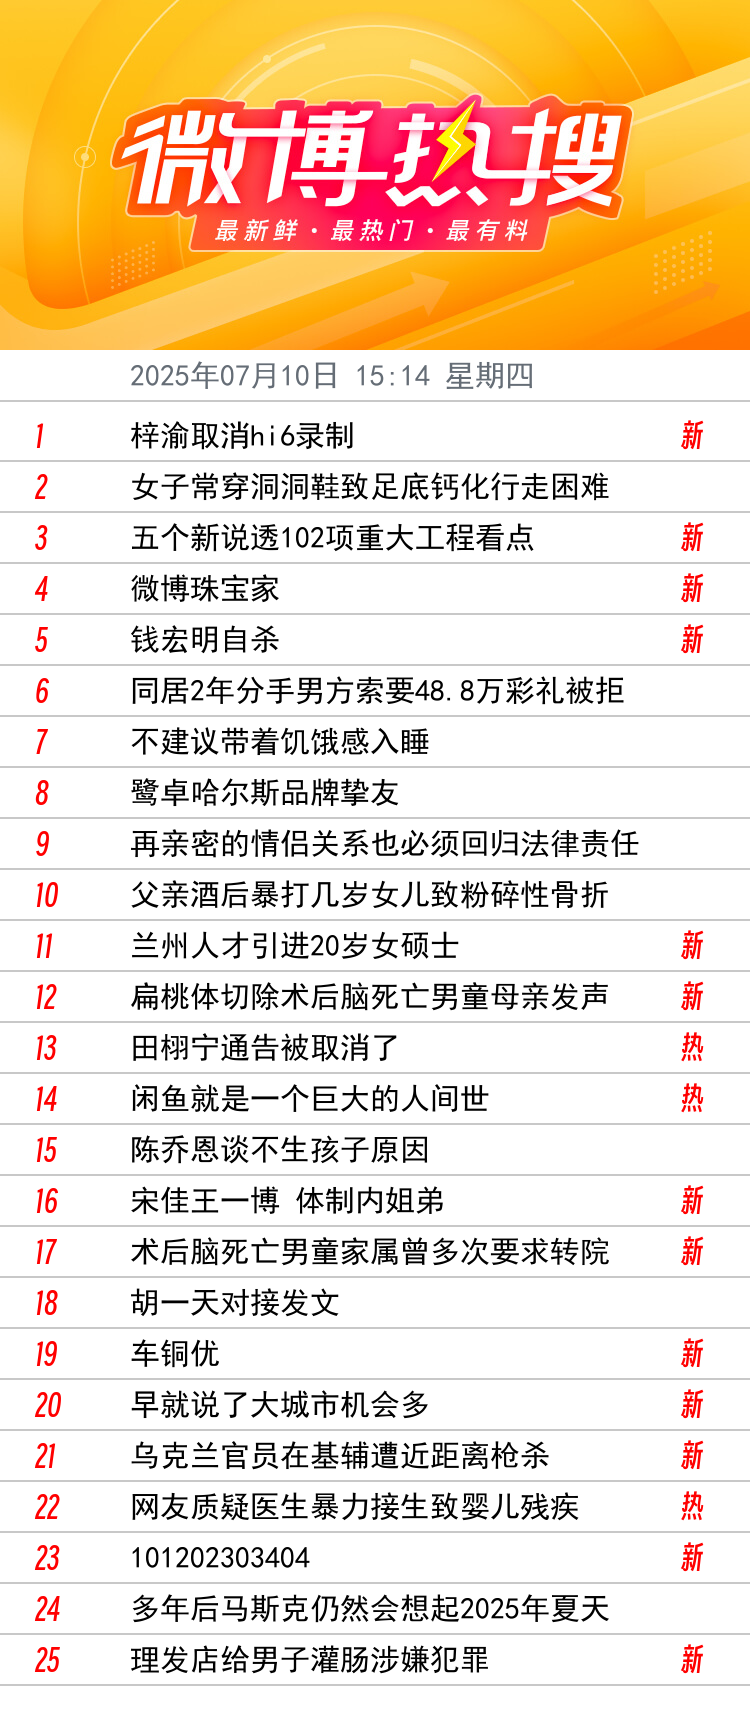 微博热搜
最新鲜·最热门·最有料
2025年07月10日 15:14 星期四
1 梓渝取消hi6录制 新
2 女子常穿洞洞鞋致足底钙化行走困难
3 五个新说透102项重大工程看点 新
4 微博珠宝家 新
5 钱宏明自杀 新
6 同居2年分手男方索要48.8万彩礼被拒
7 不建议带着饥饿感入睡
8 鹭卓哈尔斯品牌挚友
9 再亲密的情侣关系也必须回归法律责任
10 父亲酒后暴打几岁女儿致粉碎性骨折
11 兰州人才引进20岁女硕士 新
12 扁桃体切除术后脑死亡男童母亲发声 新
13 田栩宁通告被取消了 热
14 闲鱼就是一个巨大的人间世 热
15 陈乔恩谈不生孩子原因
16 宋佳王一博 体制内姐弟 新
17 术后脑死亡男童家属曾多次要求转院 新
18 胡一天对接发文
19 车铜优 新
20 早就说了大城市机会多 新
21 乌克兰官员在基辅遭近距离枪杀 新
22 网友质疑医生暴力接生致婴儿残疾 热
23 101202303404 新
24 多年后马斯克仍然会想起2025年夏天
25 理发店给男子灌肠涉嫌犯罪 新